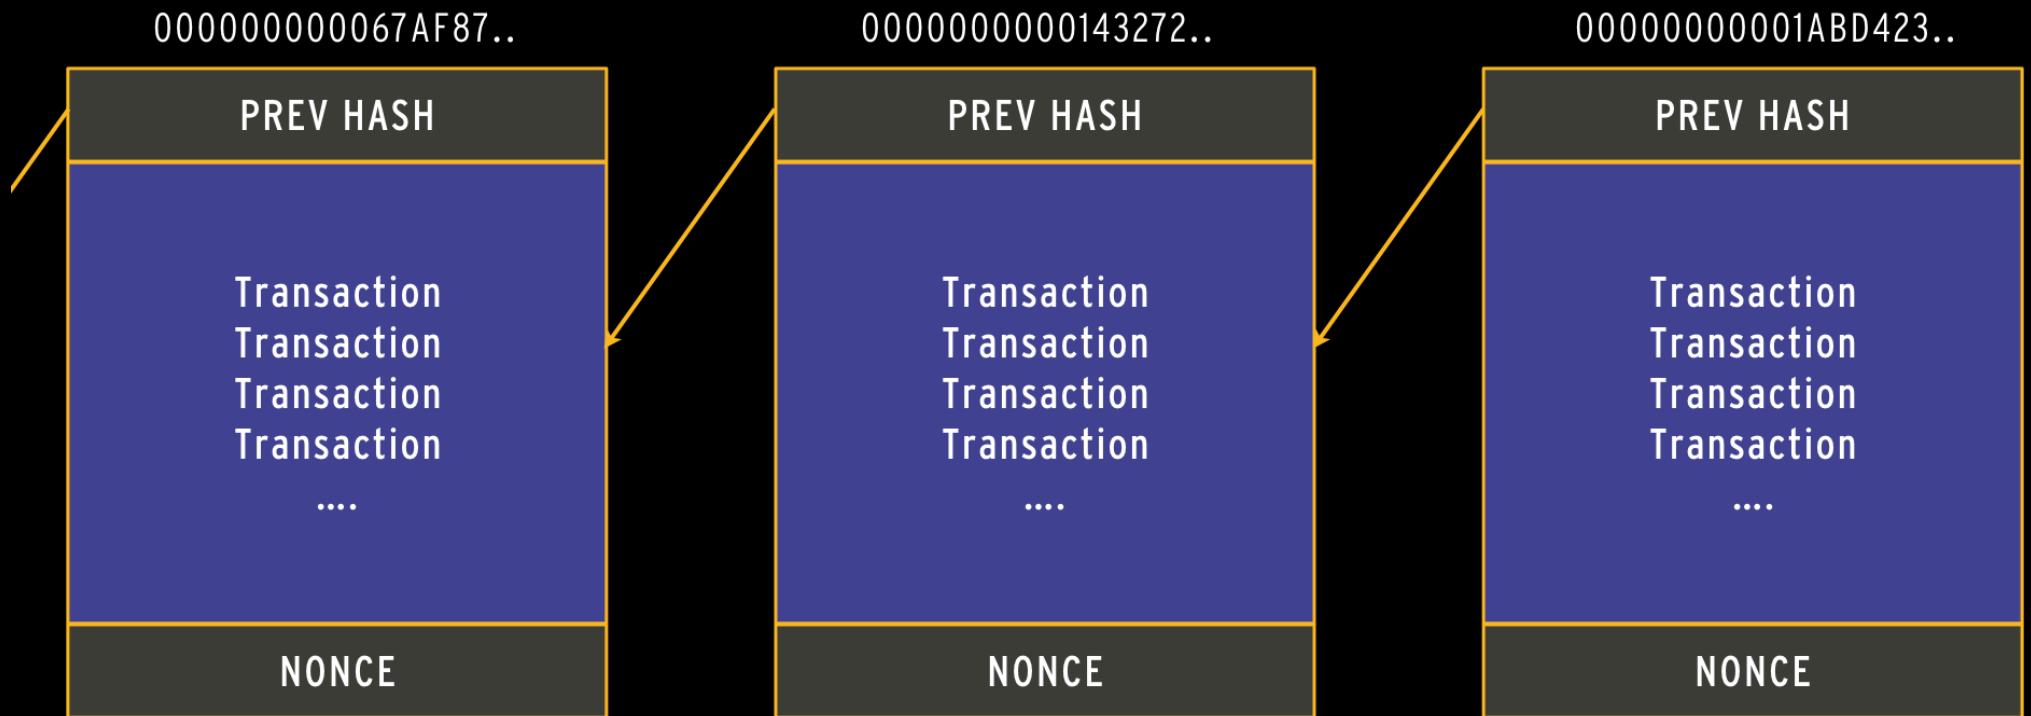 000000000067AF87..
PREV HASH
Transaction
Transaction
Transaction
Transaction
....
NONCE
0000000000143272..
PREV HASH
Transaction
Transaction
Transaction
Transaction
....
NONCE
00000000001ABD423..
PREV HASH
Transaction
Transaction
Transaction
Transaction
....
NONCE